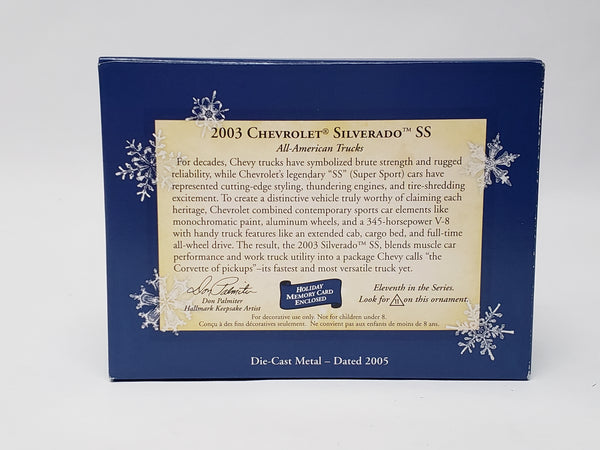 2003 CHEVROLET® SILVERADO™ SS
All-American Trucks
For decades, Chevy trucks have symbolized brute strength and rugged
reliability, while Chevrolet's legendary "SS" (Super Sport) cars have
represented cutting-edge styling, thundering engines, and tire-shredding
excitement. To create a distinctive vehicle truly worthy of claiming each
heritage, Chevrolet combined contemporary sports car elements like
monochromatic paint, aluminum wheels, and a 345-horsepower V-8
with handy truck features like an extended cab, cargo bed, and full-time
all-wheel drive. The result, the 2003 Silverado™ SS, blends muscle car
performance and work truck utility into a package Chevy calls "the
Corvette of pickups"–its fastest and most versatile truck yet.
Don Palmiter
Don Palmiter
Hallmark Keepsake Artist
HOLIDAY
MEMORY CARD
ENCLOSED
Eleventh in the Series.
Look for 11 on this ornament.
For decorative use only. Not for children under 8.
Conçu à des fins décoratives seulement. Ne convient pas aux enfants de moins de 8 ans.
Die-Cast Metal – Dated 2005